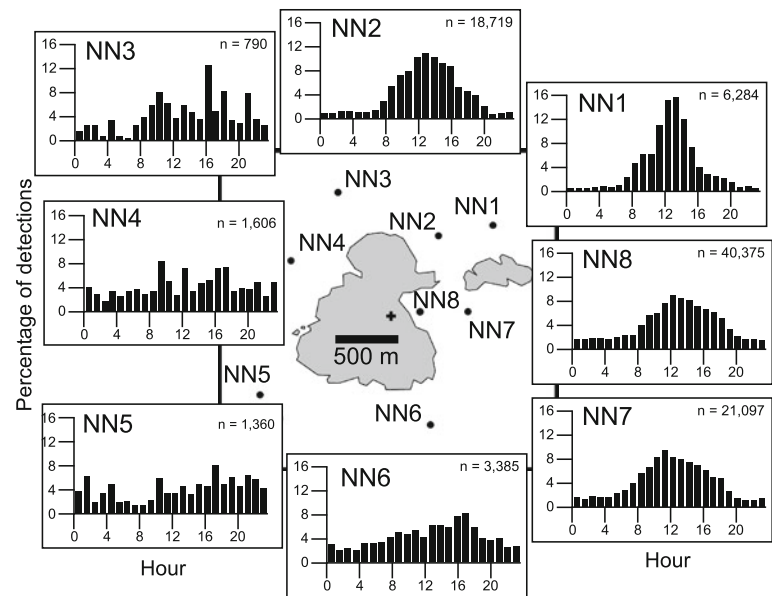 NN3
n = 790
16
12
8
4
0
0 4 8 12 16 20
NN2
n = 18,719
16
12
8
4
0
0 4 8 12 16 20
NN1
n = 6,284
16
12
8
4
0
0 4 8 12 16 20
NN4
n = 1,606
16
12
8
4
0
0 4 8 12 16 20
NN8
n = 40,375
16
12
8
4
0
0 4 8 12 16 20
NN5
n = 1,360
16
12
8
4
0
0 4 8 12 16 20
NN6
n = 3,385
16
12
8
4
0
0 4 8 12 16 20
NN7
n = 21,097
16
12
8
4
0
0 4 8 12 16 20
NN3
NN1
NN2
NN4
NN8
NN7
500 m
NN5
NN6
Percentage of detections
Hour
Hour